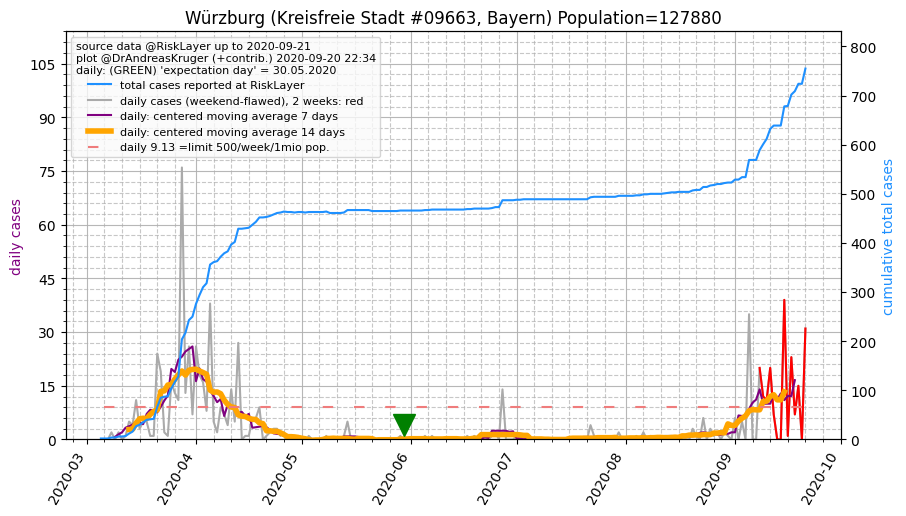 Würzburg (Kreisfreie Stadt #09663, Bayern) Population=127880
source data @RiskLayer up to 2020-09-21
plot @DrAndreasKruger (+contrib.) 2020-09-20 22:34
daily: (GREEN) 'expectation day' = 30.05.2020
total cases reported at RiskLayer
daily cases (weekend-flawed), 2 weeks: red
daily: centered moving average 7 days
daily: centered moving average 14 days
daily 9.13 =limit 500/week/1mio pop.
daily cases
105
90
75
60
45
30
15
0
800
700
600
500
400
300
200
100
0
cumulative total cases
2020-03
2020-04
2020-05
2020-06
2020-07
2020-08
2020-09
2020-10